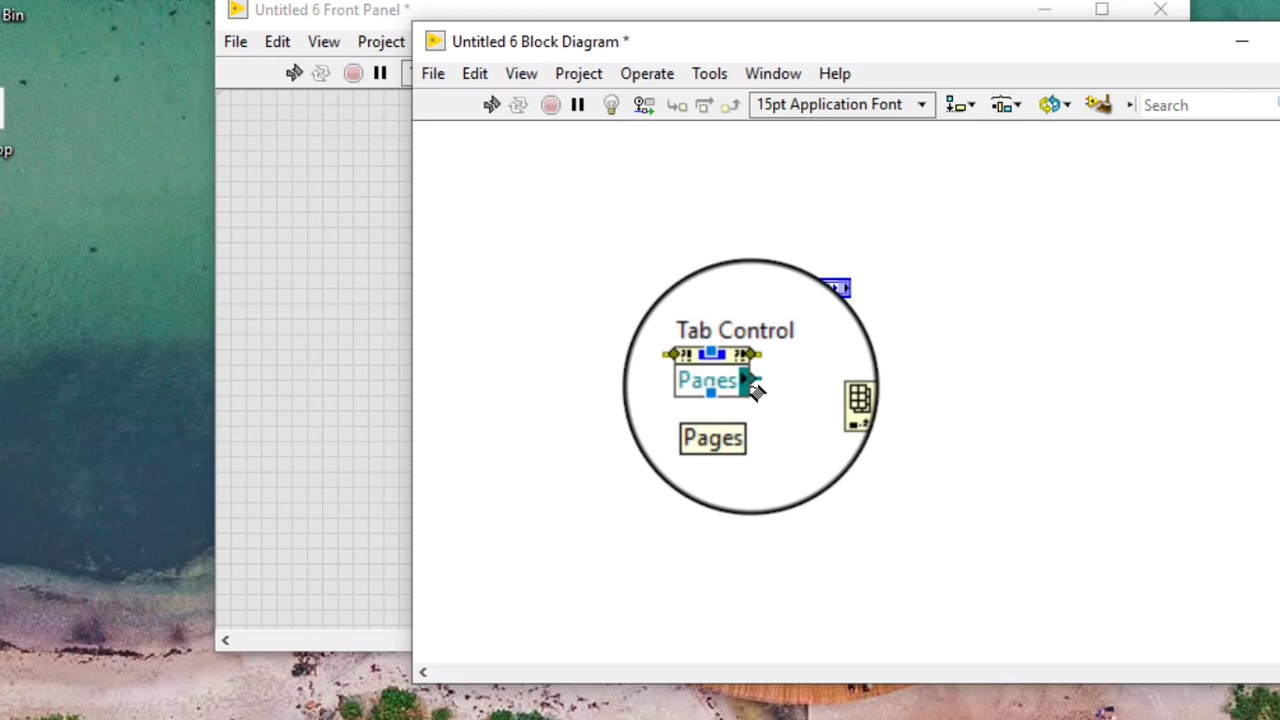 Bin
Untitled 6 Front Panel *
File Edit View Project
Untitled 6 Block Diagram *
File Edit View Project Operate Tools Window Help
15pt Application Font
Search
op
Tab Control
Pages
Pages